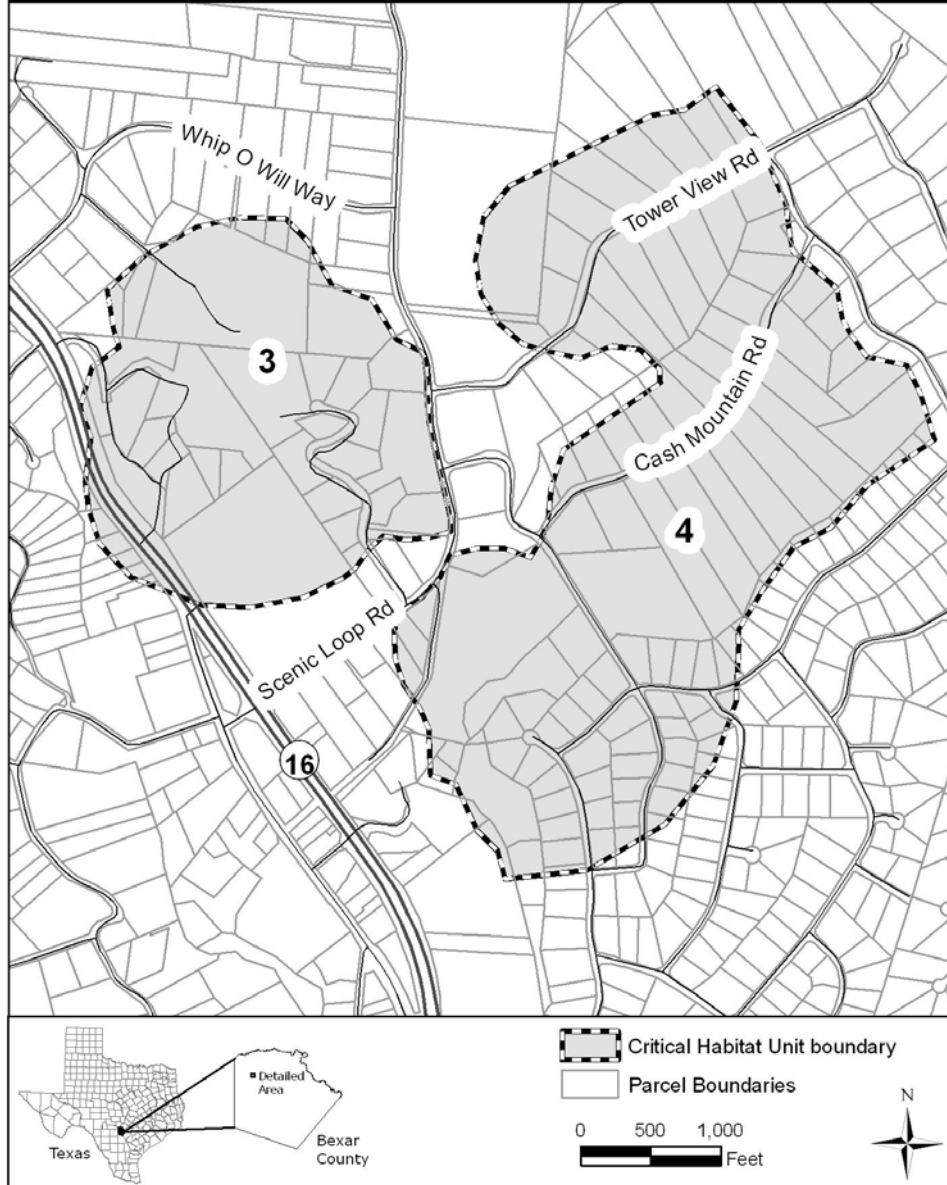 Whip O Will Way
Tower View Rd
3
Cash Mountain Rd
4
Scenic Loop Rd
16
Texas
Detailed
Area
Bexar
County
Critical Habitat Unit boundary
Parcel Boundaries
0 500 1,000
Feet
N